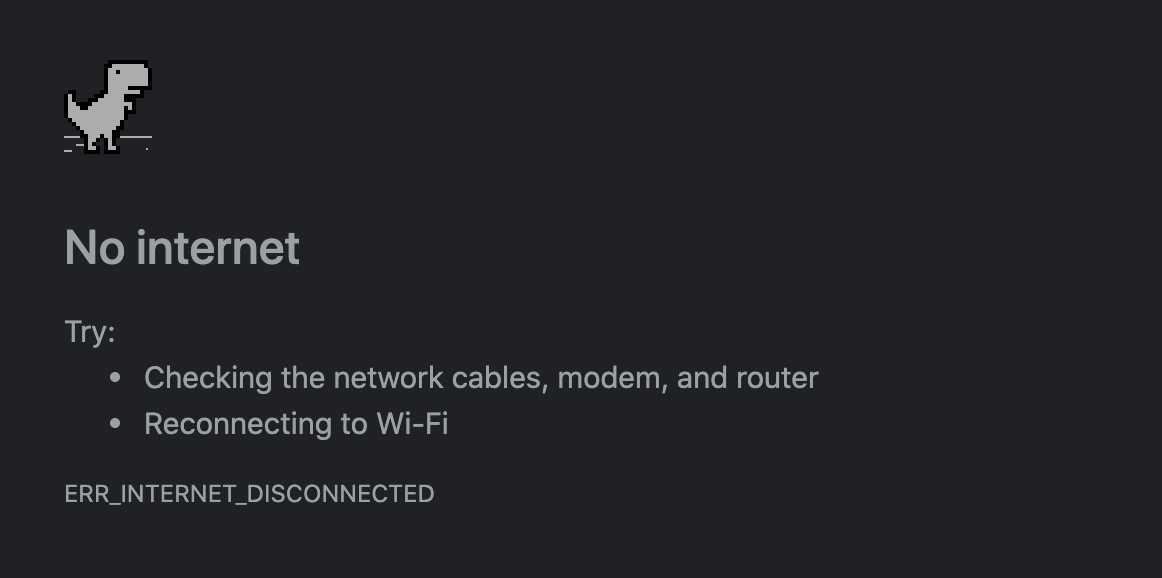 No internet
Try:
• Checking the network cables, modem, and router
• Reconnecting to Wi-Fi
ERR_INTERNET_DISCONNECTED